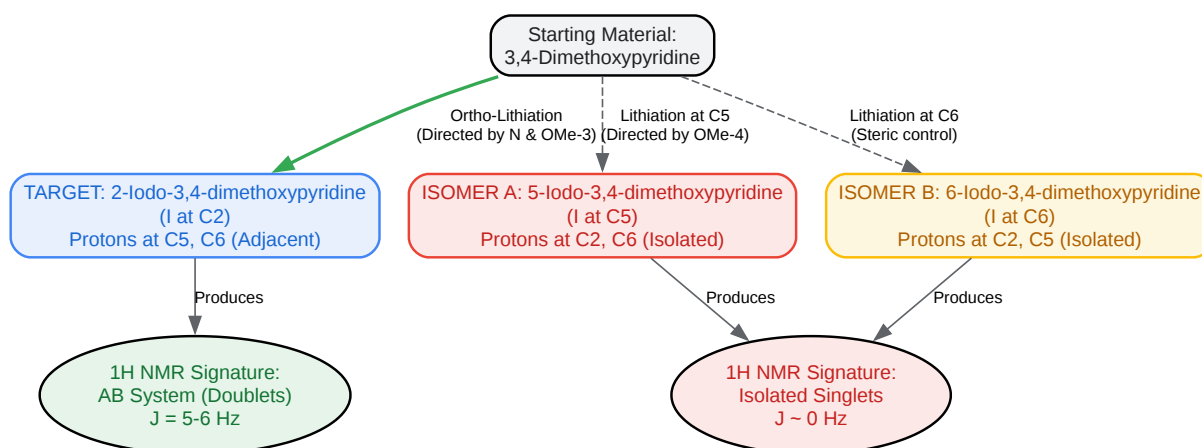 Starting Material:
3,4-Dimethoxypyridine
Ortho-Lithiation
(Directed by N & OMe-3)
Lithiation at C5
(Directed by OMe-4)
Lithiation at C6
(Steric control)
TARGET: 2-Iodo-3,4-dimethoxypyridine
(I at C2)
Protons at C5, C6 (Adjacent)
ISOMER A: 5-Iodo-3,4-dimethoxypyridine
(I at C5)
Protons at C2, C6 (Isolated)
ISOMER B: 6-Iodo-3,4-dimethoxypyridine
(I at C6)
Protons at C2, C5 (Isolated)
Produces
Produces
Produces
1H NMR Signature:
AB System (Doublets)
J = 5-6 Hz
1H NMR Signature:
Isolated Singlets
J ~ 0 Hz